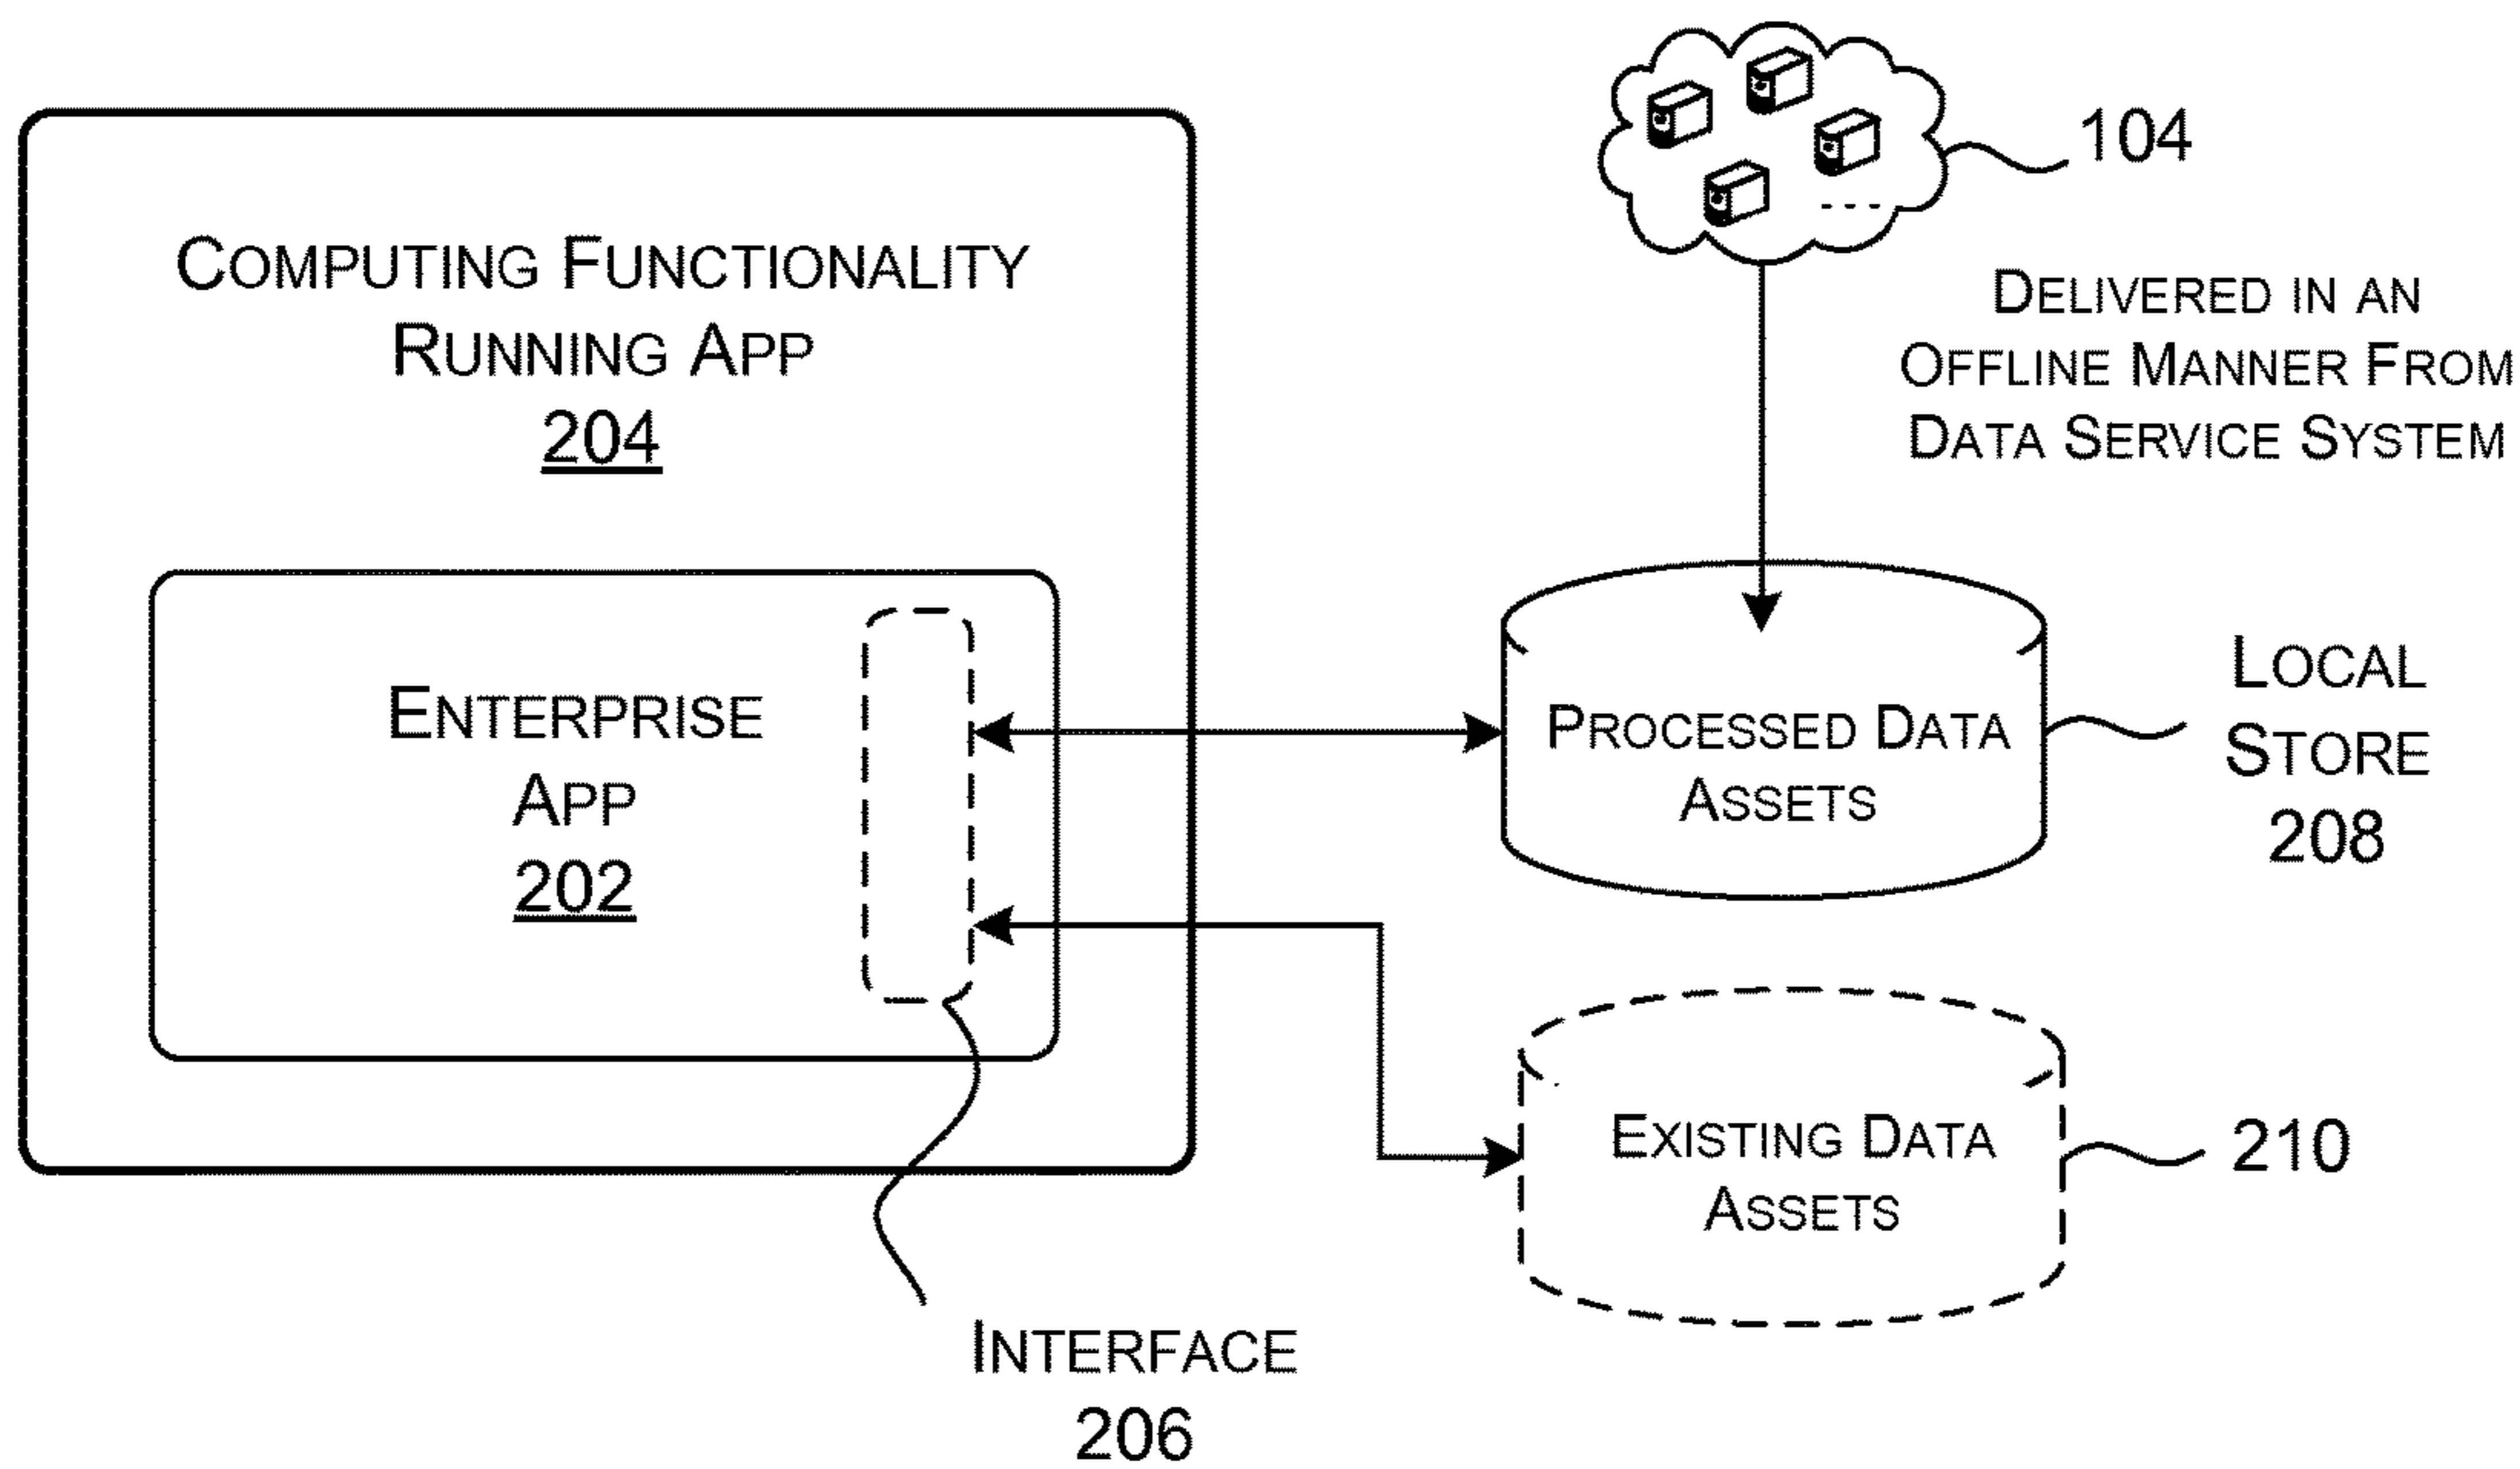 COMPUTING FUNCTIONALITY
RUNNING APP
204
ENTERPRISE
APP
202
INTERFACE
206
104
DELIVERED IN AN
OFFLINE MANNER FROM
DATA SERVICE SYSTEM
PROCESSED DATA
ASSETS
LOCAL
STORE
208
EXISTING DATA
ASSETS
210